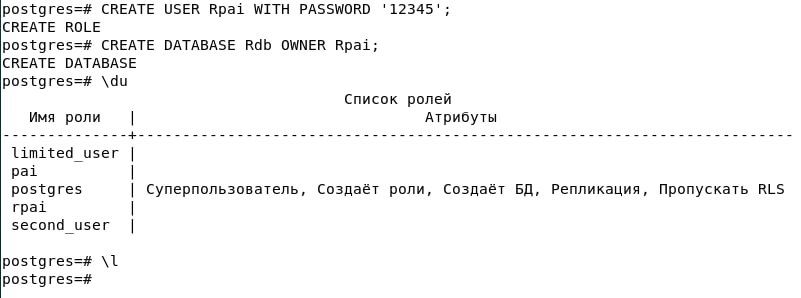 postgres=# CREATE USER Rpai WITH PASSWORD '12345';
CREATE ROLE
postgres=# CREATE DATABASE Rdb OWNER Rpai;
CREATE DATABASE
postgres=# \du
                                      Список ролей
   Имя роли   |                                Атрибуты
--------------+-------------------------------------------------------------------------
 limited_user |
 pai          |
 postgres     | Суперпользователь, Создаёт роли, Создаёт БД, Репликация, Пропускать RLS
 rpai         |
 second_user  |

postgres=# \l
postgres=#